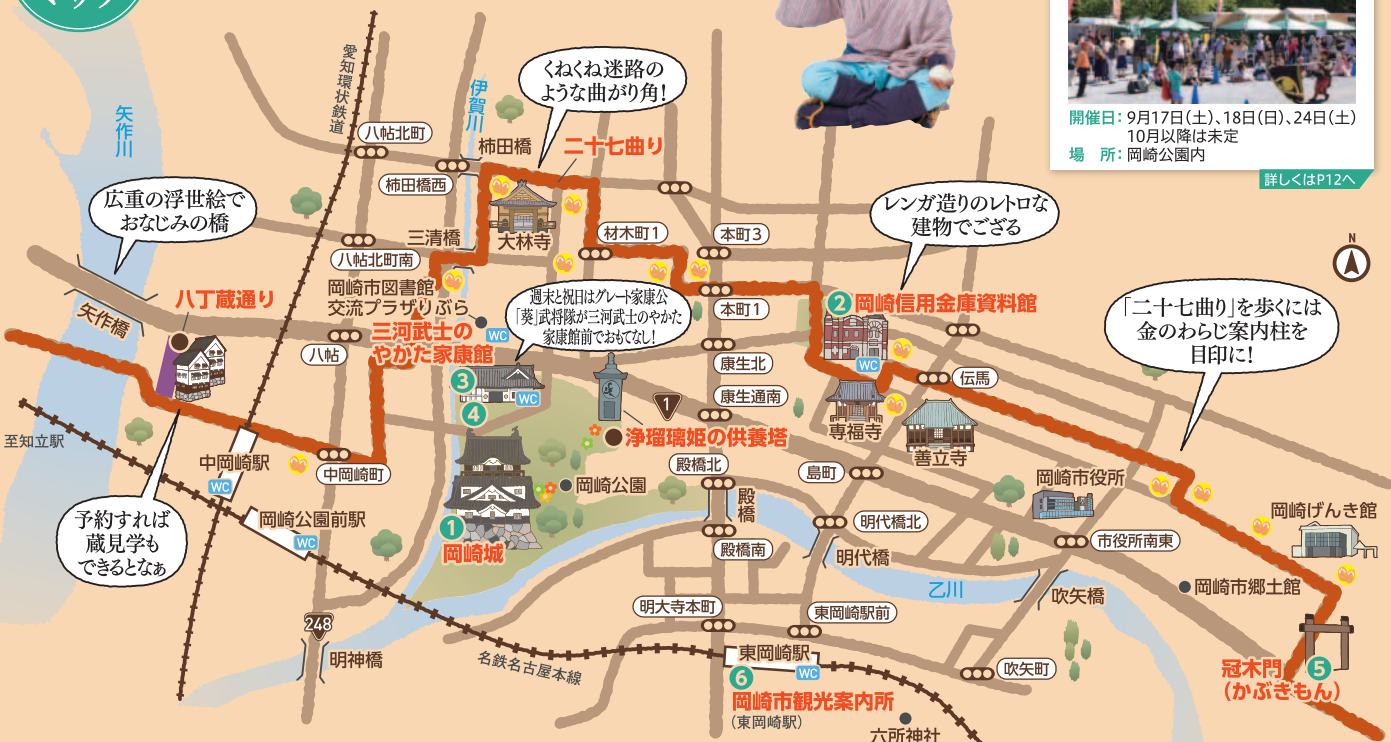 マップ
愛知環状鉄道
伊賀川
くねくね迷路の
ような曲がり角！
開催日：9月17日（土）、18日（日）、24日（土）
10月以降は未定
場　所：岡崎公園内
詳しくはP12へ
矢作川
八帖北町
柿田橋
二十七曲り
柿田橋西
広重の浮世絵で
おなじみの橋
レンガ造りのレトロな
建物でござる
三清橋
大林寺
材木町1
本町3
八帖北町南
岡崎市図書館
交流プラザりぶら
週末と祝日はグレート家康公
「葵」武将隊が三河武士のやかた
家康館前でおもてなし！
本町1
2
岡崎信用金庫資料館
「二十七曲り」を歩くには
金のわらじ案内柱を
目印に！
N
八丁蔵通り
矢作橋
三河武士の
やかた家康館
WC
八帖
康生北
WC
伝馬
3
WC
4
1
康生通南
専福寺
善立寺
浄瑠璃姫の供養塔
至知立駅
中岡崎駅
WC
中岡崎町
殿橋北
島町
岡崎市役所
岡崎公園
殿橋
岡崎げんき館
予約すれば
蔵見学も
できるとなぁ
岡崎公園前駅
WC
1
岡崎城
明代橋北
殿橋南
明代橋
市役所南東
乙川
吹矢橋
岡崎市郷土館
明大寺本町
東岡崎駅前
248
明神橋
名鉄名古屋本線
東岡崎駅
WC
吹矢町
冠木門
（かぶきもん）
5
6
岡崎市観光案内所
（東岡崎駅）
六所神社